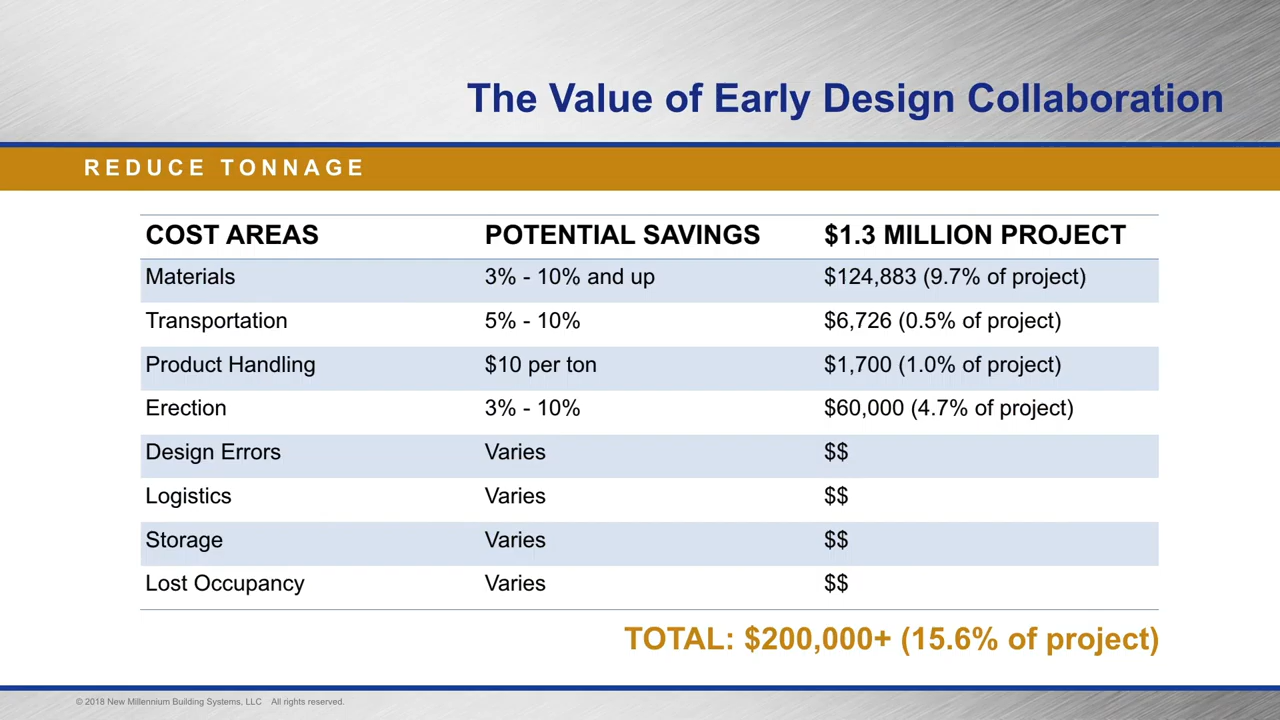 The Value of Early Design Collaboration
REDUCE TONNAGE
COST AREAS POTENTIAL SAVINGS $1.3 MILLION PROJECT
Materials 3% - 10% and up $124,883 (9.7% of project)
Transportation 5% - 10% $6,726 (0.5% of project)
Product Handling $10 per ton $1,700 (1.0% of project)
Erection 3% - 10% $60,000 (4.7% of project)
Design Errors Varies $$
Logistics Varies $$
Storage Varies $$
Lost Occupancy Varies $$
TOTAL: $200,000+ (15.6% of project)
© 2018 New Millennium Building Systems, LLC All rights reserved.